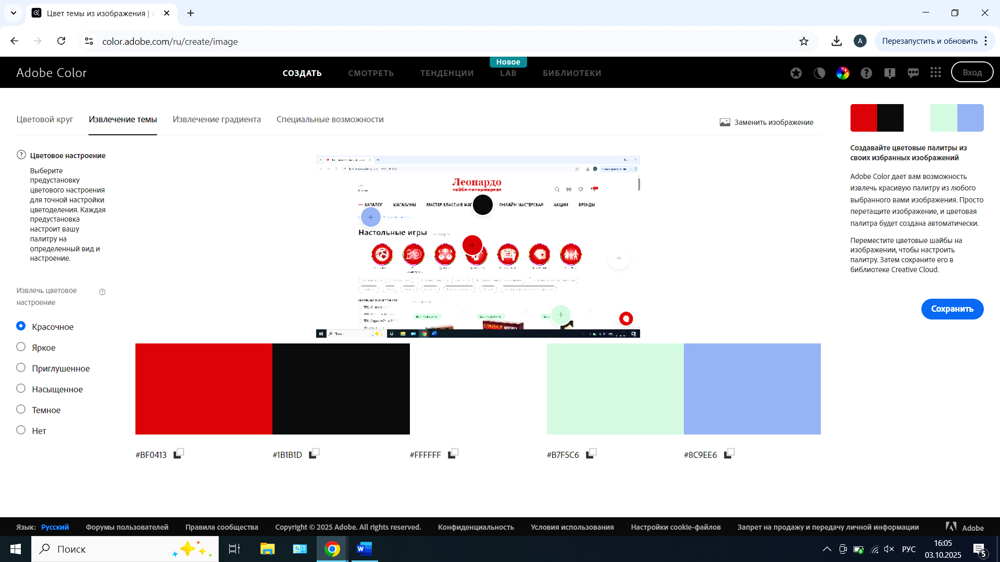 Цвет темы из изображения |
color.adobe.com/ru/create/image
A
Перезапустить и обновить
Adobe Color
СОЗДАТЬ
СМОТРЕТЬ
ТЕНДЕНЦИИ
Новое
LAB
БИБЛИОТЕКИ
Вход
Цветовой круг
Извлечение темы
Извлечение градиента
Специальные возможности
Заменить изображение
Цветовое настроение
Выберите
предустановку
цветового настроения
для точной настройки
цветоделения. Каждая
предустановка
настроит вашу
палитру на
определенный вид и
настроение.
Извлечь цветовое
настроение
Красочное
Яркое
Приглушенное
Насыщенное
Темное
Нет
Леонардо
хобби-гипермаркет
КАТАЛОГ
МАГАЗИНЫ
МАСТЕР КЛАССЫ В МАГ
ОНЛАЙН МАСТЕРСКАЯ
АКЦИИ
БРЕНДЫ
Настольные игры
#BF0413
#1B1B1D
#FFFFFF
#B7F5C6
#8C9EE6
Создавайте цветовые палитры из
своих избранных изображений
Adobe Color дает вам возможность
извлечь красивую палитру из любого
выбранного вами изображения. Просто
перетащите изображение, и цветовая
палитра будет создана автоматически.
Переместите цветовые шайбы на
изображении, чтобы настроить
палитру. Затем сохраните его в
библиотеке Creative Cloud.
Сохранить
Язык: Русский
Форумы пользователей
Правила сообщества
Copyright © 2025 Adobe. All rights reserved.
Конфиденциальность
Условия использования
Настройки cookie-файлов
Запрет на продажу и передачу личной информации
Adobe
Поиск
РУС
16:05
03.10.2025
5